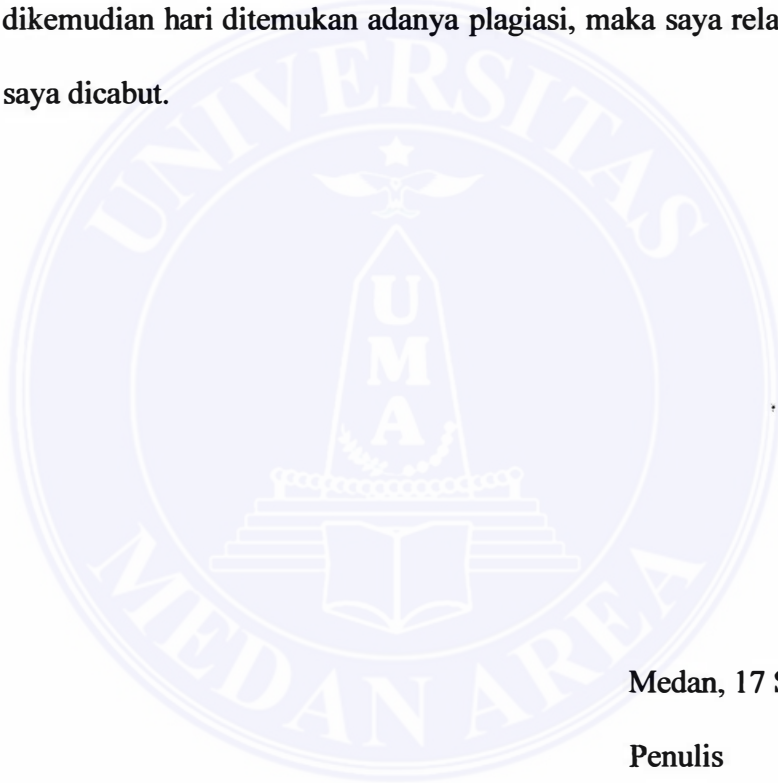 dikemudian hari ditemukan adanya plagiasi, maka saya rela
saya dicabut.
UNIVERSITAS
U
M
A
MEDAN AREA
Medan, 17
Penulis